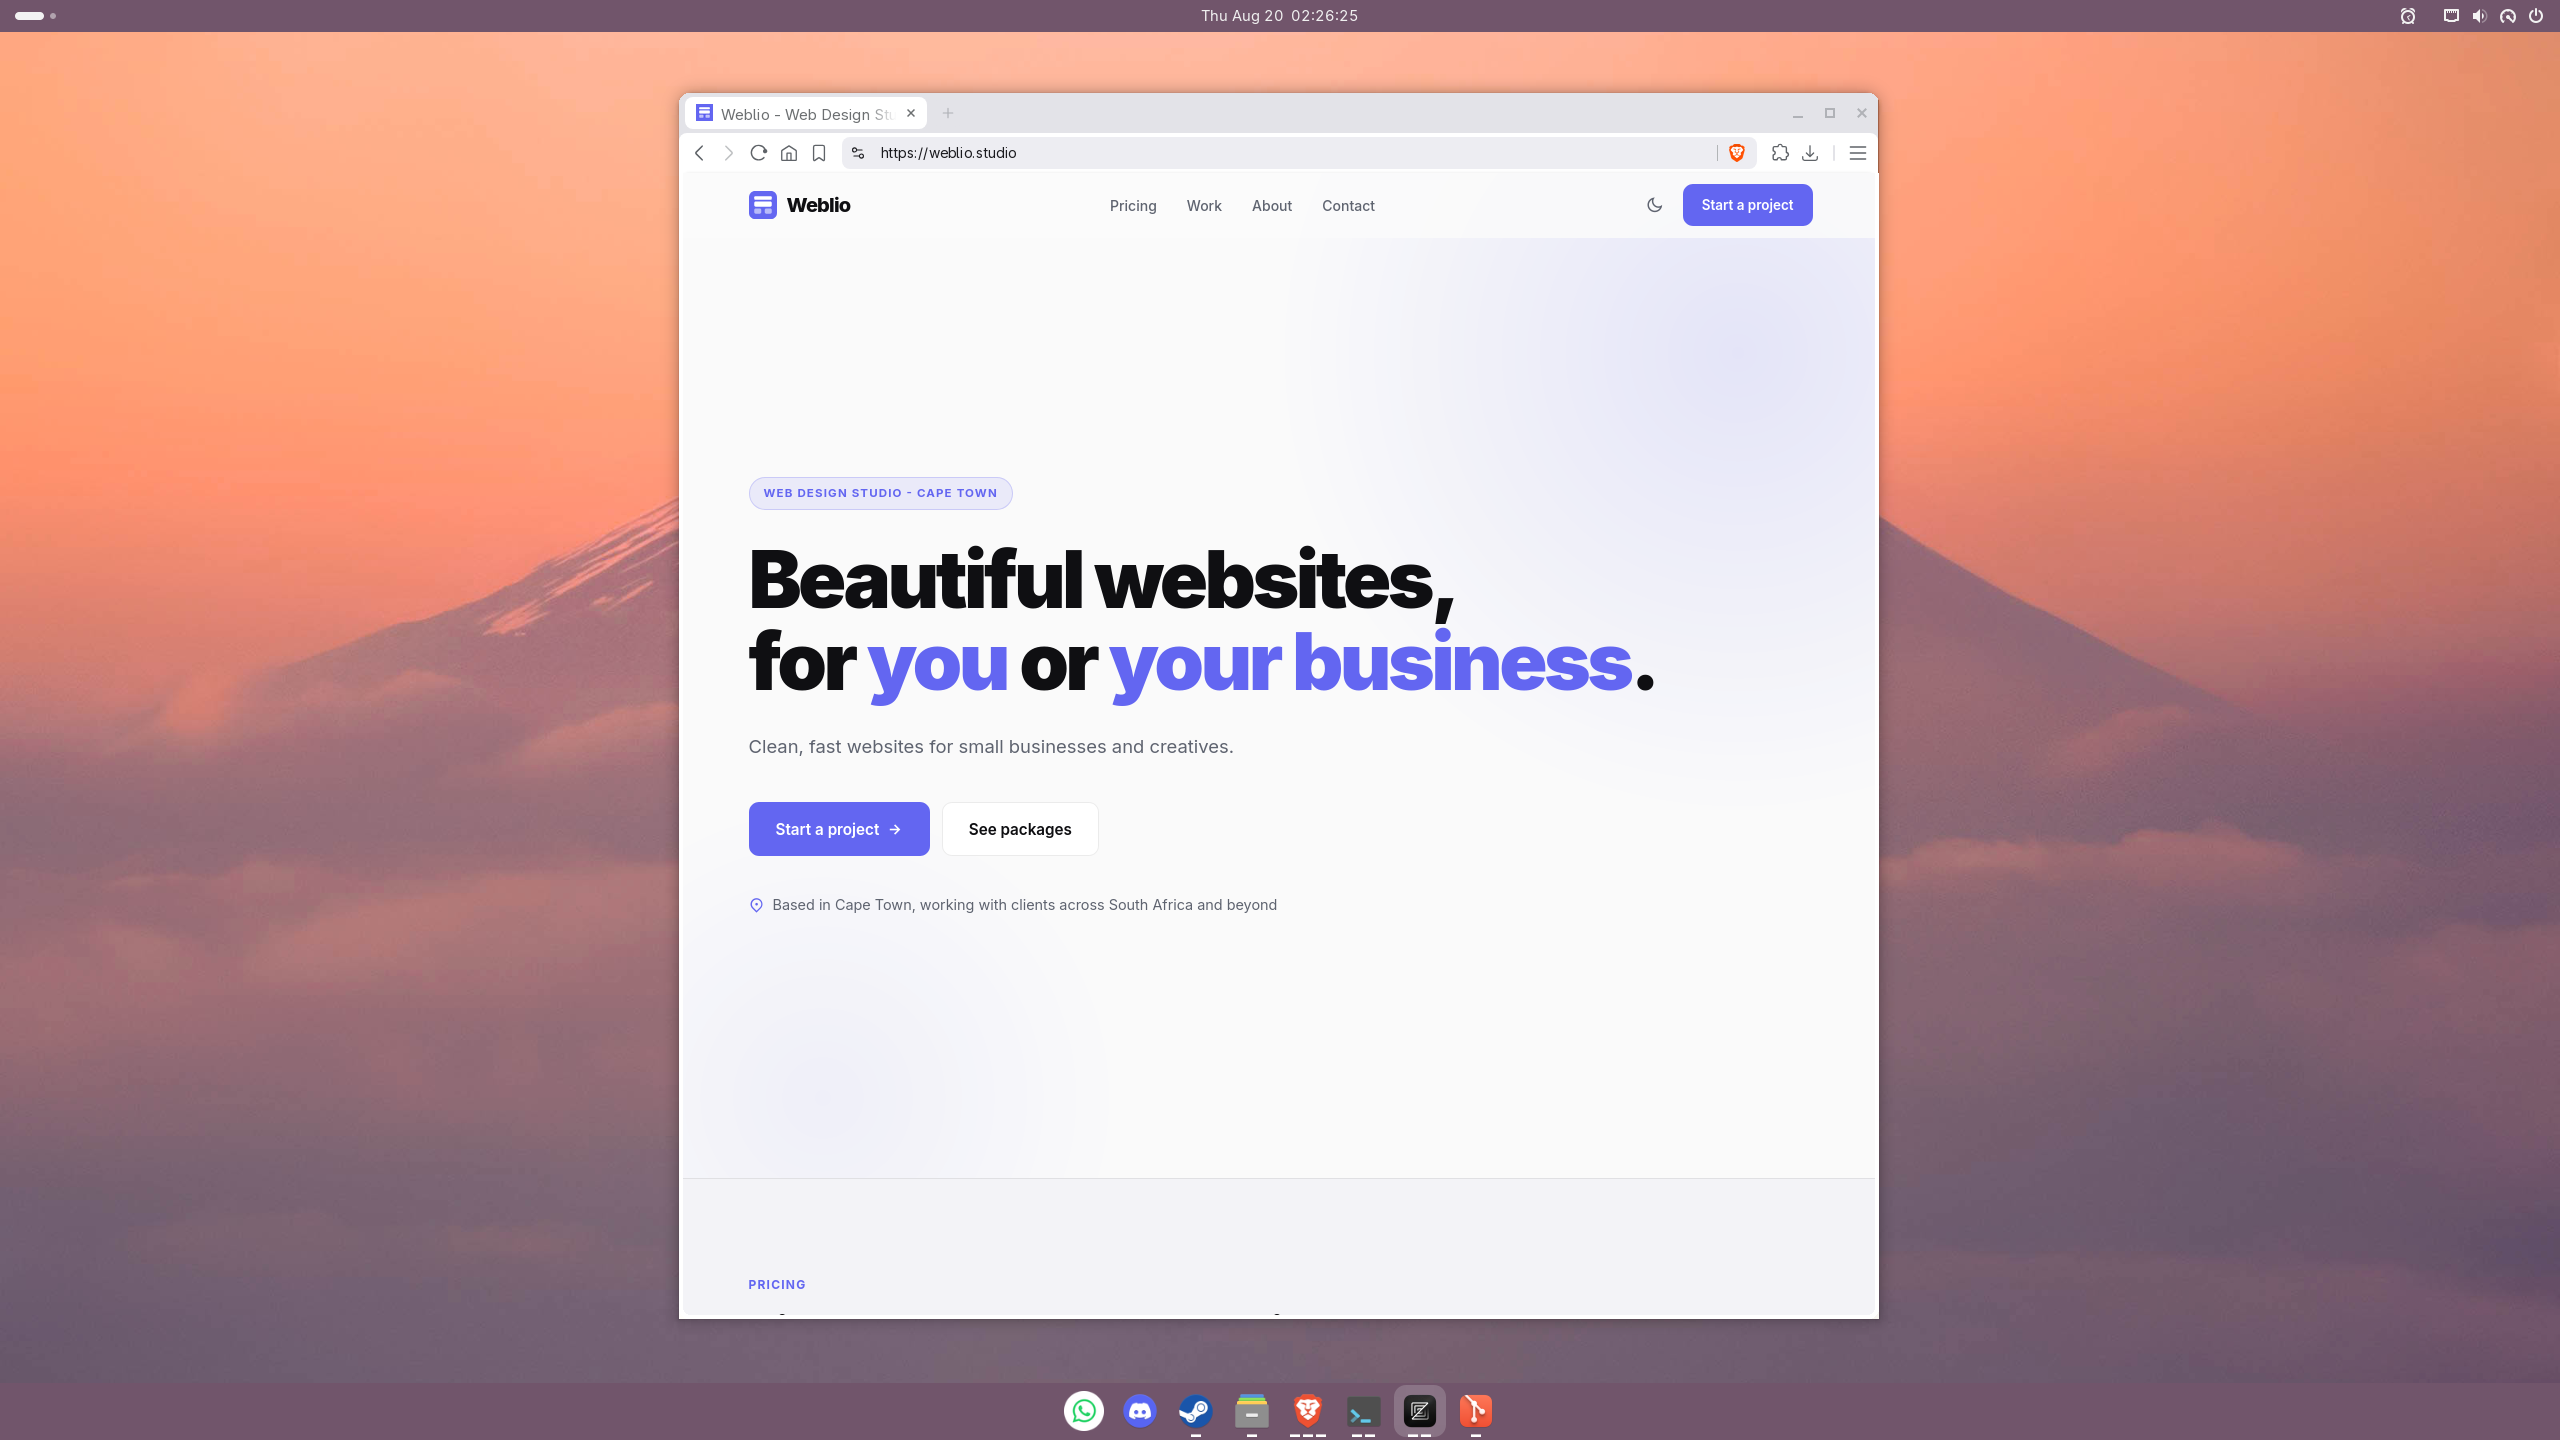 Thu Aug 20 02:26:25
Weblio - Web Design Stu
https://weblio.studio
Weblio
Pricing
Work
About
Contact
Start a project
WEB DESIGN STUDIO - CAPE TOWN
Beautiful websites,
for you or your business.
Clean, fast websites for small businesses and creatives.
Start a project →
See packages
Based in Cape Town, working with clients across South Africa and beyond
PRICING